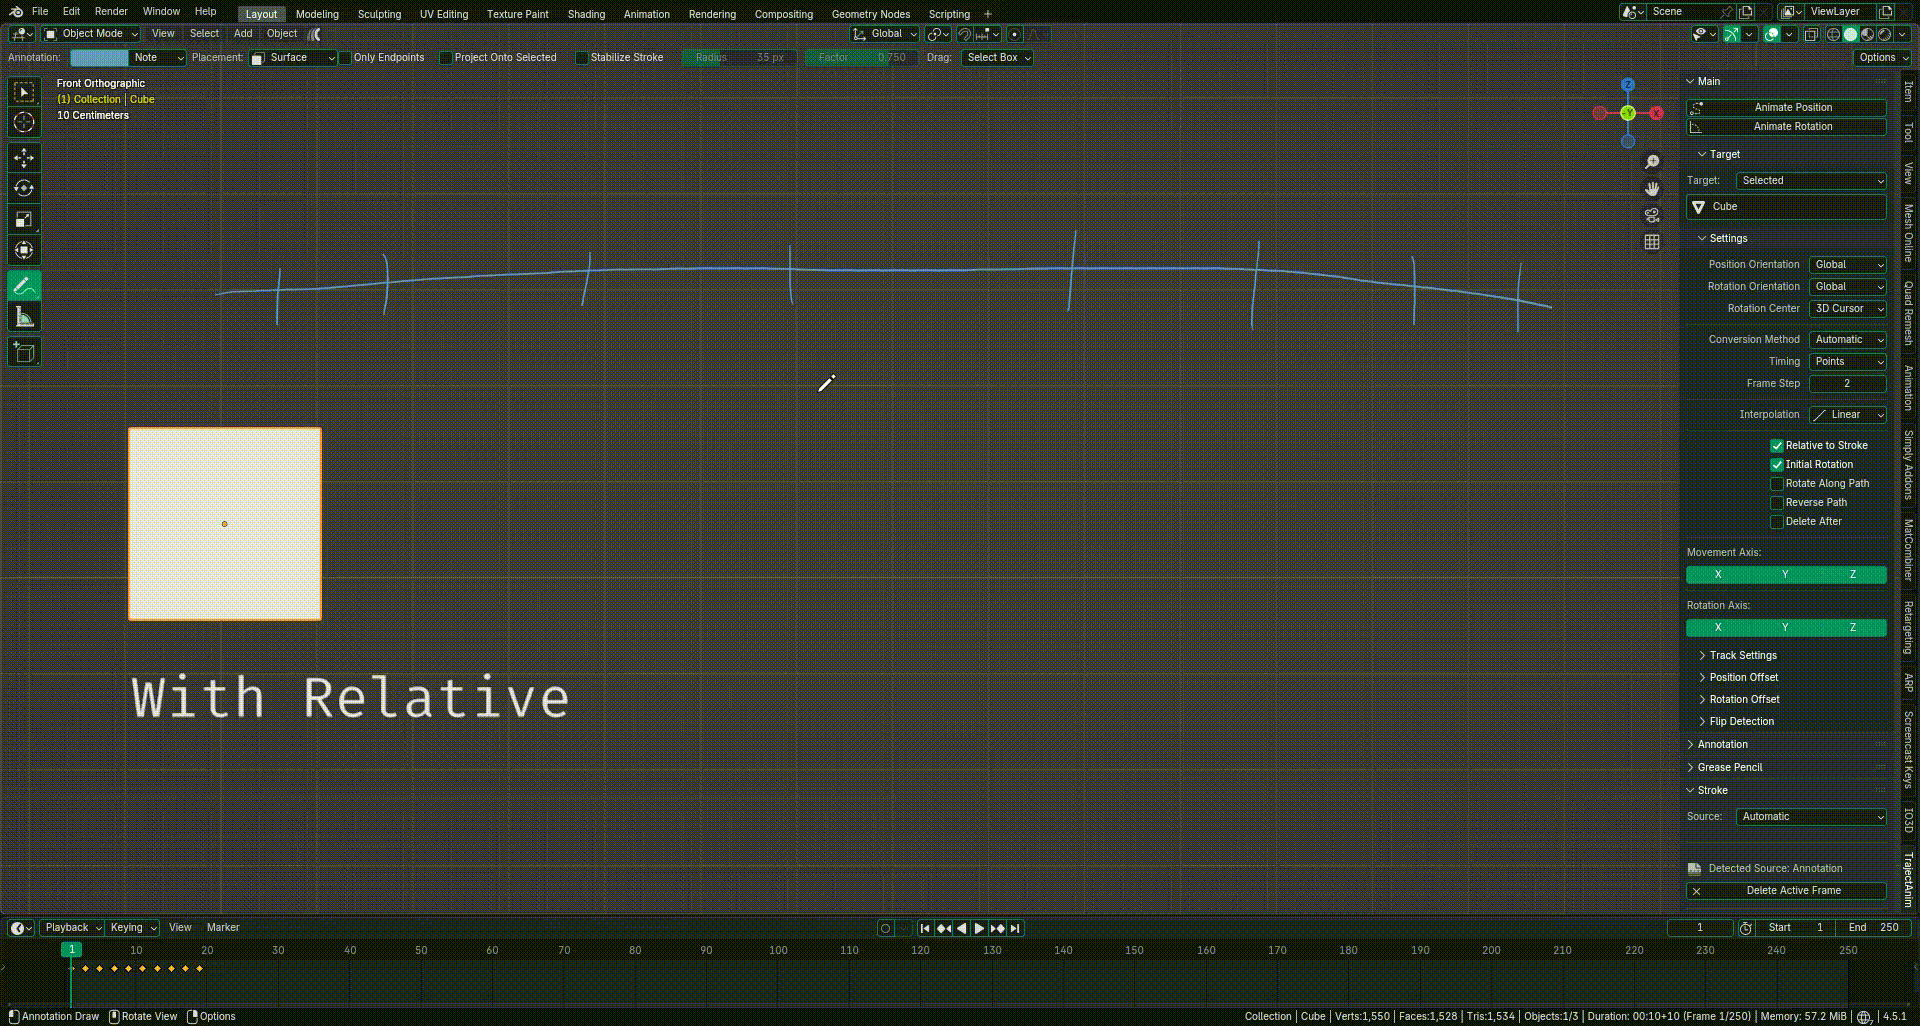 File Edit Render Window Help Layout Modeling Sculpting UV Editing Texture Paint Shading Animation Rendering Compositing Geometry Nodes Scripting + Scene ViewLayer
Object Mode View Select Add Object Global
Annotation: Note Placement: Surface Only Endpoints Project Onto Selected Stabilize Stroke Radius 35 px Factor 0.750 Drag: Select Box Options
Front Orthographic
(1) Collection | Cube
10 Centimeters
Z
Y
X
With Relative
Main
Animate Position
Animate Rotation
Target
Target: Selected
Cube
Settings
Position Orientation Global
Rotation Orientation Global
Rotation Center 3D Cursor
Conversion Method Automatic
Timing Points
Frame Step 2
Interpolation Linear
Relative to Stroke
Initial Rotation
Rotate Along Path
Reverse Path
Delete After
Movement Axis:
X Y Z
Rotation Axis:
X Y Z
Track Settings
Position Offset
Rotation Offset
Flip Detection
Annotation
Grease Pencil
Stroke
Source: Automatic
Detected Source: Annotation
Delete Active Frame
Item
Tool
View
Mesh Online
Quad Remesh
Animation
Simply Addons
MatCombiner
Retargeting
ARP
Screencast Keys
IO3D
TrajectAnim
Playback Keying View Marker 1 Start 1 End 250
1 10 20 30 40 50 60 70 80 90 100 110 120 130 140 150 160 170 180 190 200 210 220 230 240 250
Annotation Draw Rotate View Options Collection | Cube | Verts:1,550 | Faces:1,528 | Tris:1,534 | Objects:1/3 | Duration: 00:10+10 (Frame 1/250) | Memory: 57.2 MiB | 4.5.1